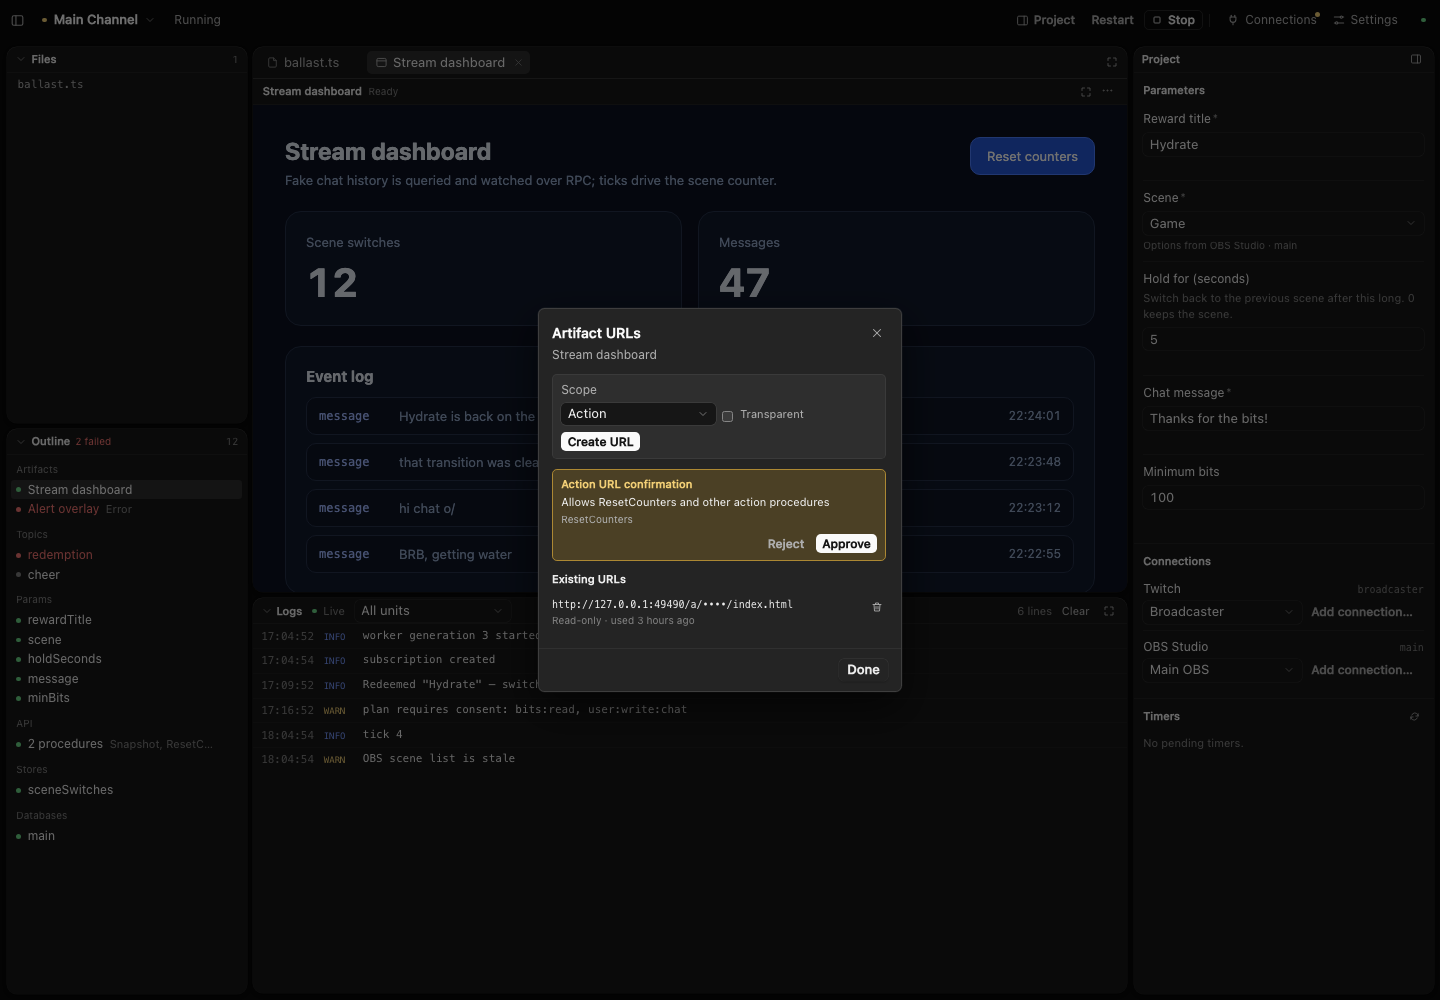 Main Channel
Running
Project
Restart
Stop
Connections
Settings
Files
1
ballast.ts
ballast.ts
Stream dashboard
Stream dashboard
Ready
Stream dashboard
Fake chat history is queried and watched over RPC; ticks drive the scene counter.
Reset counters
Scene switches
12
Messages
47
Event log
message Hydrate is back on the 22:24:01
message that transition was clea 22:23:48
message hi chat o/ 22:23:12
message BRB, getting water 22:22:55
Artifact URLs
Stream dashboard
Scope
Action
Transparent
Create URL
Action URL confirmation
Allows ResetCounters and other action procedures
ResetCounters
Reject
Approve
Existing URLs
http://127.0.0.1:49490/a/••••/index.html
Read-only · used 3 hours ago
Done
Outline 2 failed
12
Artifacts
Stream dashboard
Alert overlay Error
Topics
redemption
cheer
Params
rewardTitle
scene
holdSeconds
message
minBits
API
2 procedures Snapshot, ResetC...
Stores
sceneSwitches
Databases
main
Logs
Live
All units
6 lines
Clear
17:04:52 INFO worker generation 3 started
17:04:54 INFO subscription created
17:09:52 INFO Redeemed "Hydrate" — switch
17:16:52 WARN plan requires consent: bits:read, user:write:chat
18:04:54 INFO tick 4
18:04:54 WARN OBS scene list is stale
Project
Parameters
Reward title*
Hydrate
Scene*
Game
Options from OBS Studio · main
Hold for (seconds)
Switch back to the previous scene after this long. 0
keeps the scene.
5
Chat message*
Thanks for the bits!
Minimum bits
100
Connections
Twitch
broadcaster
Broadcaster
Add connection...
OBS Studio
main
Main OBS
Add connection...
Timers
No pending timers.